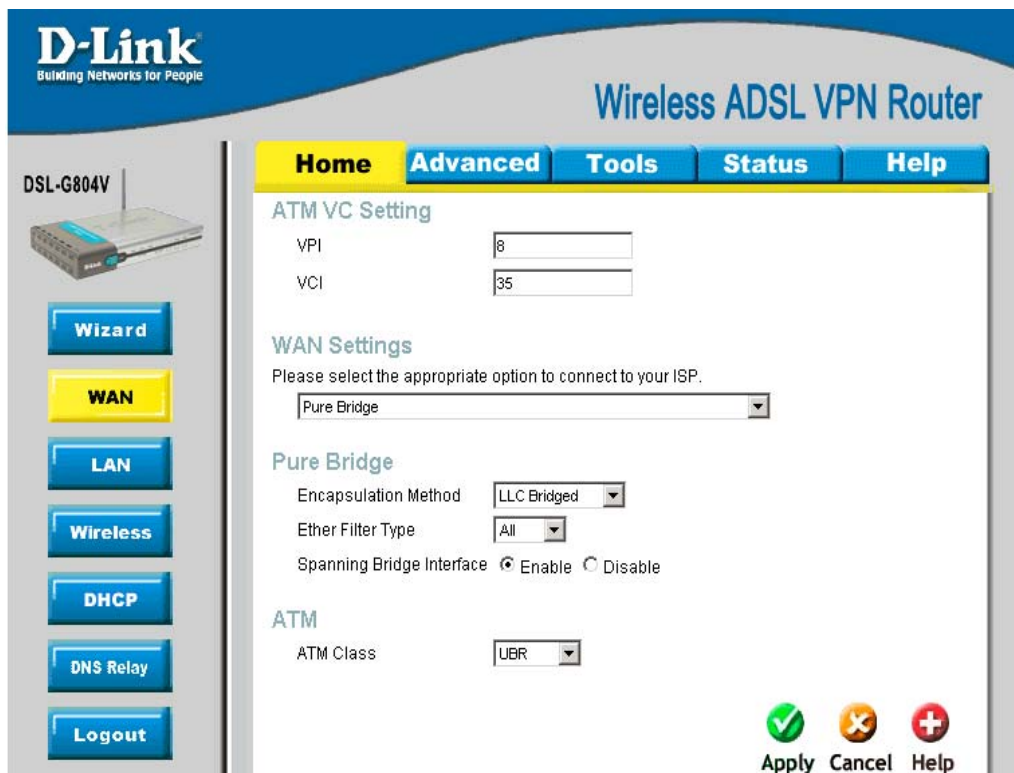 D-Link
Building Networks for People
Wireless ADSL VPN Router
DSL-G804V
Home Advanced Tools Status Help
Wizard
WAN
LAN
Wireless
DHCP
DNS Relay
Logout
ATM VC Setting
VPI 8
VCI 35
WAN Settings
Please select the appropriate option to connect to your ISP.
Pure Bridge
Pure Bridge
Encapsulation Method LLC Bridged
Ether Filter Type All
Spanning Bridge Interface Enable Disable
ATM
ATM Class UBR
Apply Cancel Help